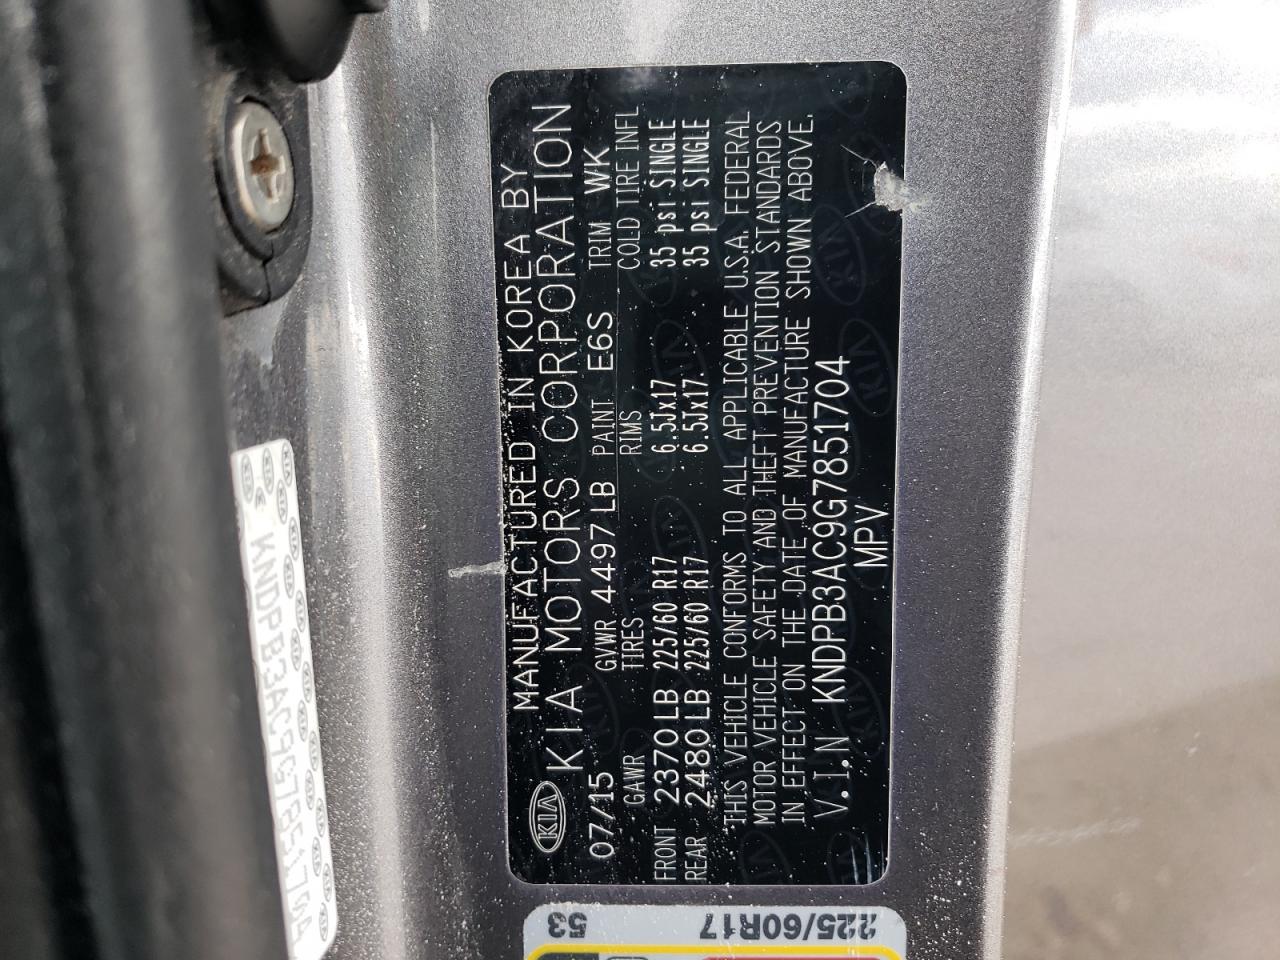 KIA MANUFACTURED IN KOREA BY
KIA MOTORS CORPORATION
07/15 GVWR 4497 LB PAINT E6S TRIM WK
GAWR TIRES RIMS COLD TIRE INFL
FRONT 2370 LB 225/60 R17 6.5Jx17 35 psi SINGLE
REAR 2480 LB 225/60 R17 6.5Jx17 35 psi SINGLE
THIS VEHICLE CONFORMS TO ALL APPLICABLE U.S.A. FEDERAL
MOTOR VEHICLE SAFETY AND THEFT PREVENTION STANDARDS
IN EFFECT ON THE DATE OF MANUFACTURE SHOWN ABOVE.
V.I.N KNDPB3AC9G7851704
MPV
KNDPB3AC9G7851704
225/60R17
53